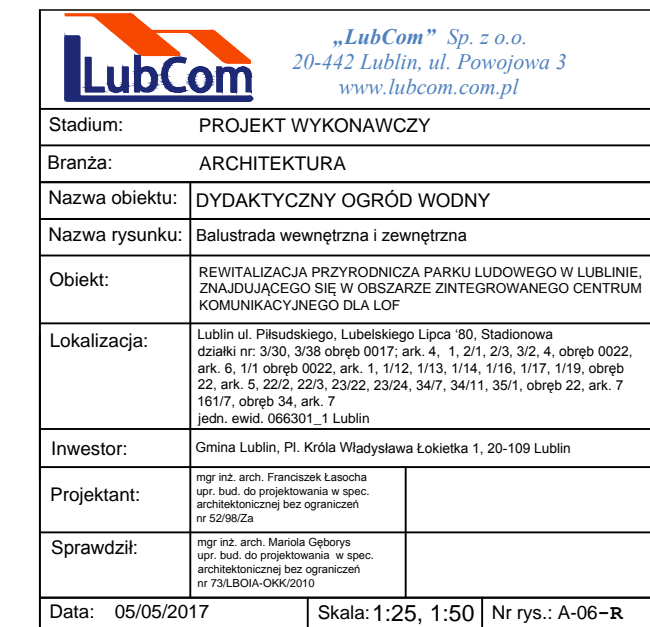 LubCom
„LubCom” Sp. z o.o.
20-442 Lublin, ul. Powojowa 3
www.lubcom.com.pl
Stadium: PROJEKT WYKONAWCZY
Branża: ARCHITEKTURA
Nazwa obiektu: DYDAKTYCZNY OGRÓD WODNY
Nazwa rysunku: Balustrada wewnętrzna i zewnętrzna
Obiekt: REWITALIZACJA PRZYRODNICZA PARKU LUDOWEGO W LUBLINIE,
ZNAJDUJĄCEGO SIĘ W OBSZARZE ZINTEGROWANEGO CENTRUM
KOMUNIKACYJNEGO DLA LOF
Lokalizacja: Lublin ul. Piłsudskiego, Lubelskiego Lipca ‘80, Stadionowa
działki nr: 3/30, 3/38 obręb 0017; ark. 4, 1, 2/1, 2/3, 3/2, 4, obręb 0022,
ark. 6, 1/1 obręb 0022, ark. 1, 1/12, 1/13, 1/14, 1/16, 1/17, 1/19, obręb
22, ark. 5, 22/2, 22/3, 23/22, 23/24, 34/7, 34/11, 35/1, obręb 22, ark. 7
161/7, obręb 34, ark. 7
jedn. ewid. 066301_1 Lublin
Inwestor: Gmina Lublin, Pl. Króla Władysława Łokietka 1, 20-109 Lublin
Projektant: mgr inż. arch. Franciszek Łasocha
upr. bud. do projektowania w spec.
architektonicznej bez ograniczeń
nr 52/98/Za
Sprawdził: mgr inż. arch. Mariola Gęborys
upr. bud. do projektowania w spec.
architektonicznej bez ograniczeń
nr 73/LBOIA-OKK/2010
Data: 05/05/2017 Skala: 1:25, 1:50 Nr rys.: A-06-R